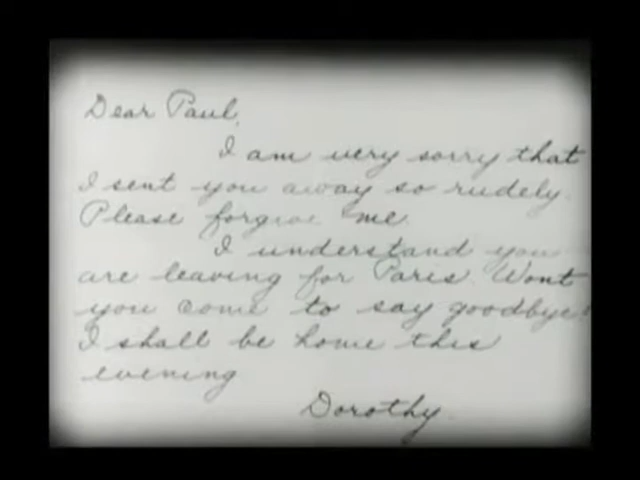 Dear Paul,
I am very sorry that
I sent you away so rudely.
Please forgive me.
I understand you
are leaving for Paris. Wont
you come to say goodbye?
I shall be home this
evening
Dorothy.